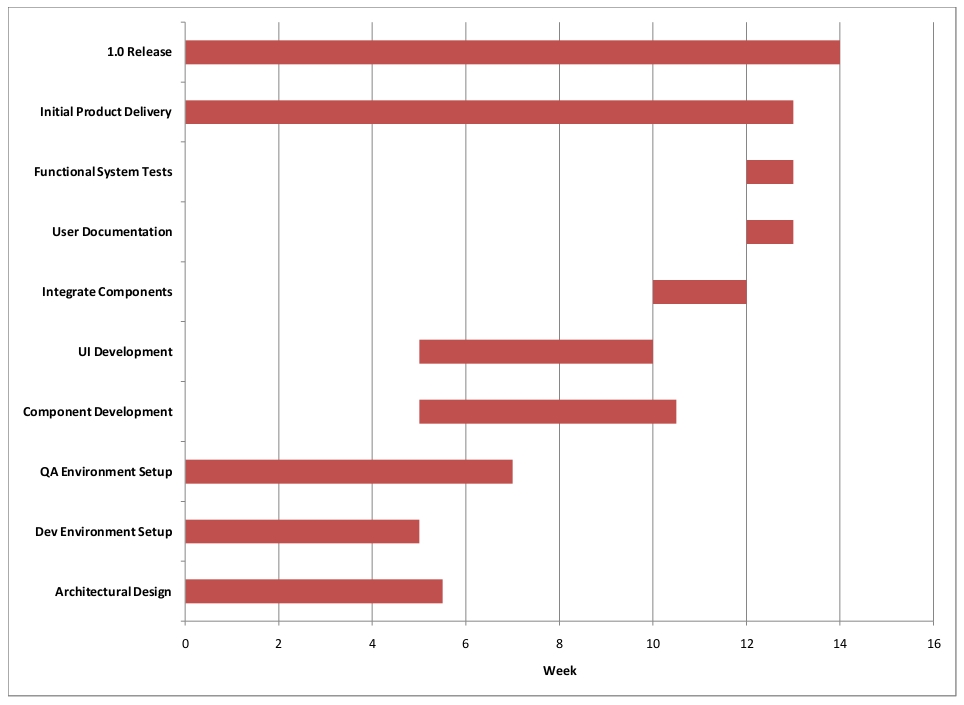 1.0 Release
Initial Product Delivery
Functional System Tests
User Documentation
Integrate Components
UI Development
Component Development
QA Environment Setup
Dev Environment Setup
Architectural Design
0 2 4 6 8 10 12 14 16
Week